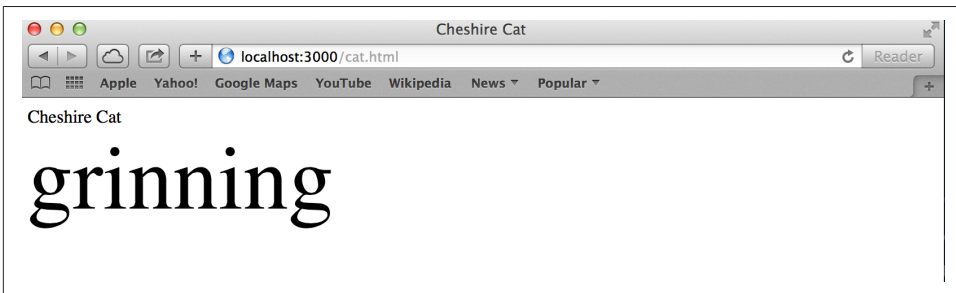 Cheshire Cat
localhost:3000/cat.html Reader
Apple Yahoo! Google Maps YouTube Wikipedia News Popular
Cheshire Cat
grinning